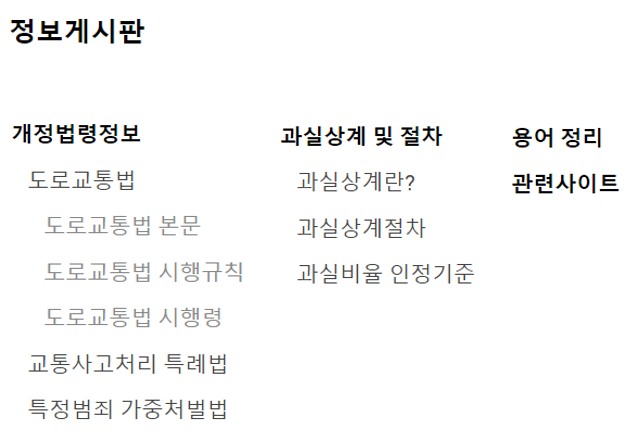 정보게시판
개정법령정보
도로교통법
도로교통법 본문
도로교통법 시행규칙
도로교통법 시행령
교통사고처리 특례법
특정범죄 가중처벌법
과실상계 및 절차
과실상계란?
과실상계절차
과실비율 인정기준
용어 정리
관련사이트